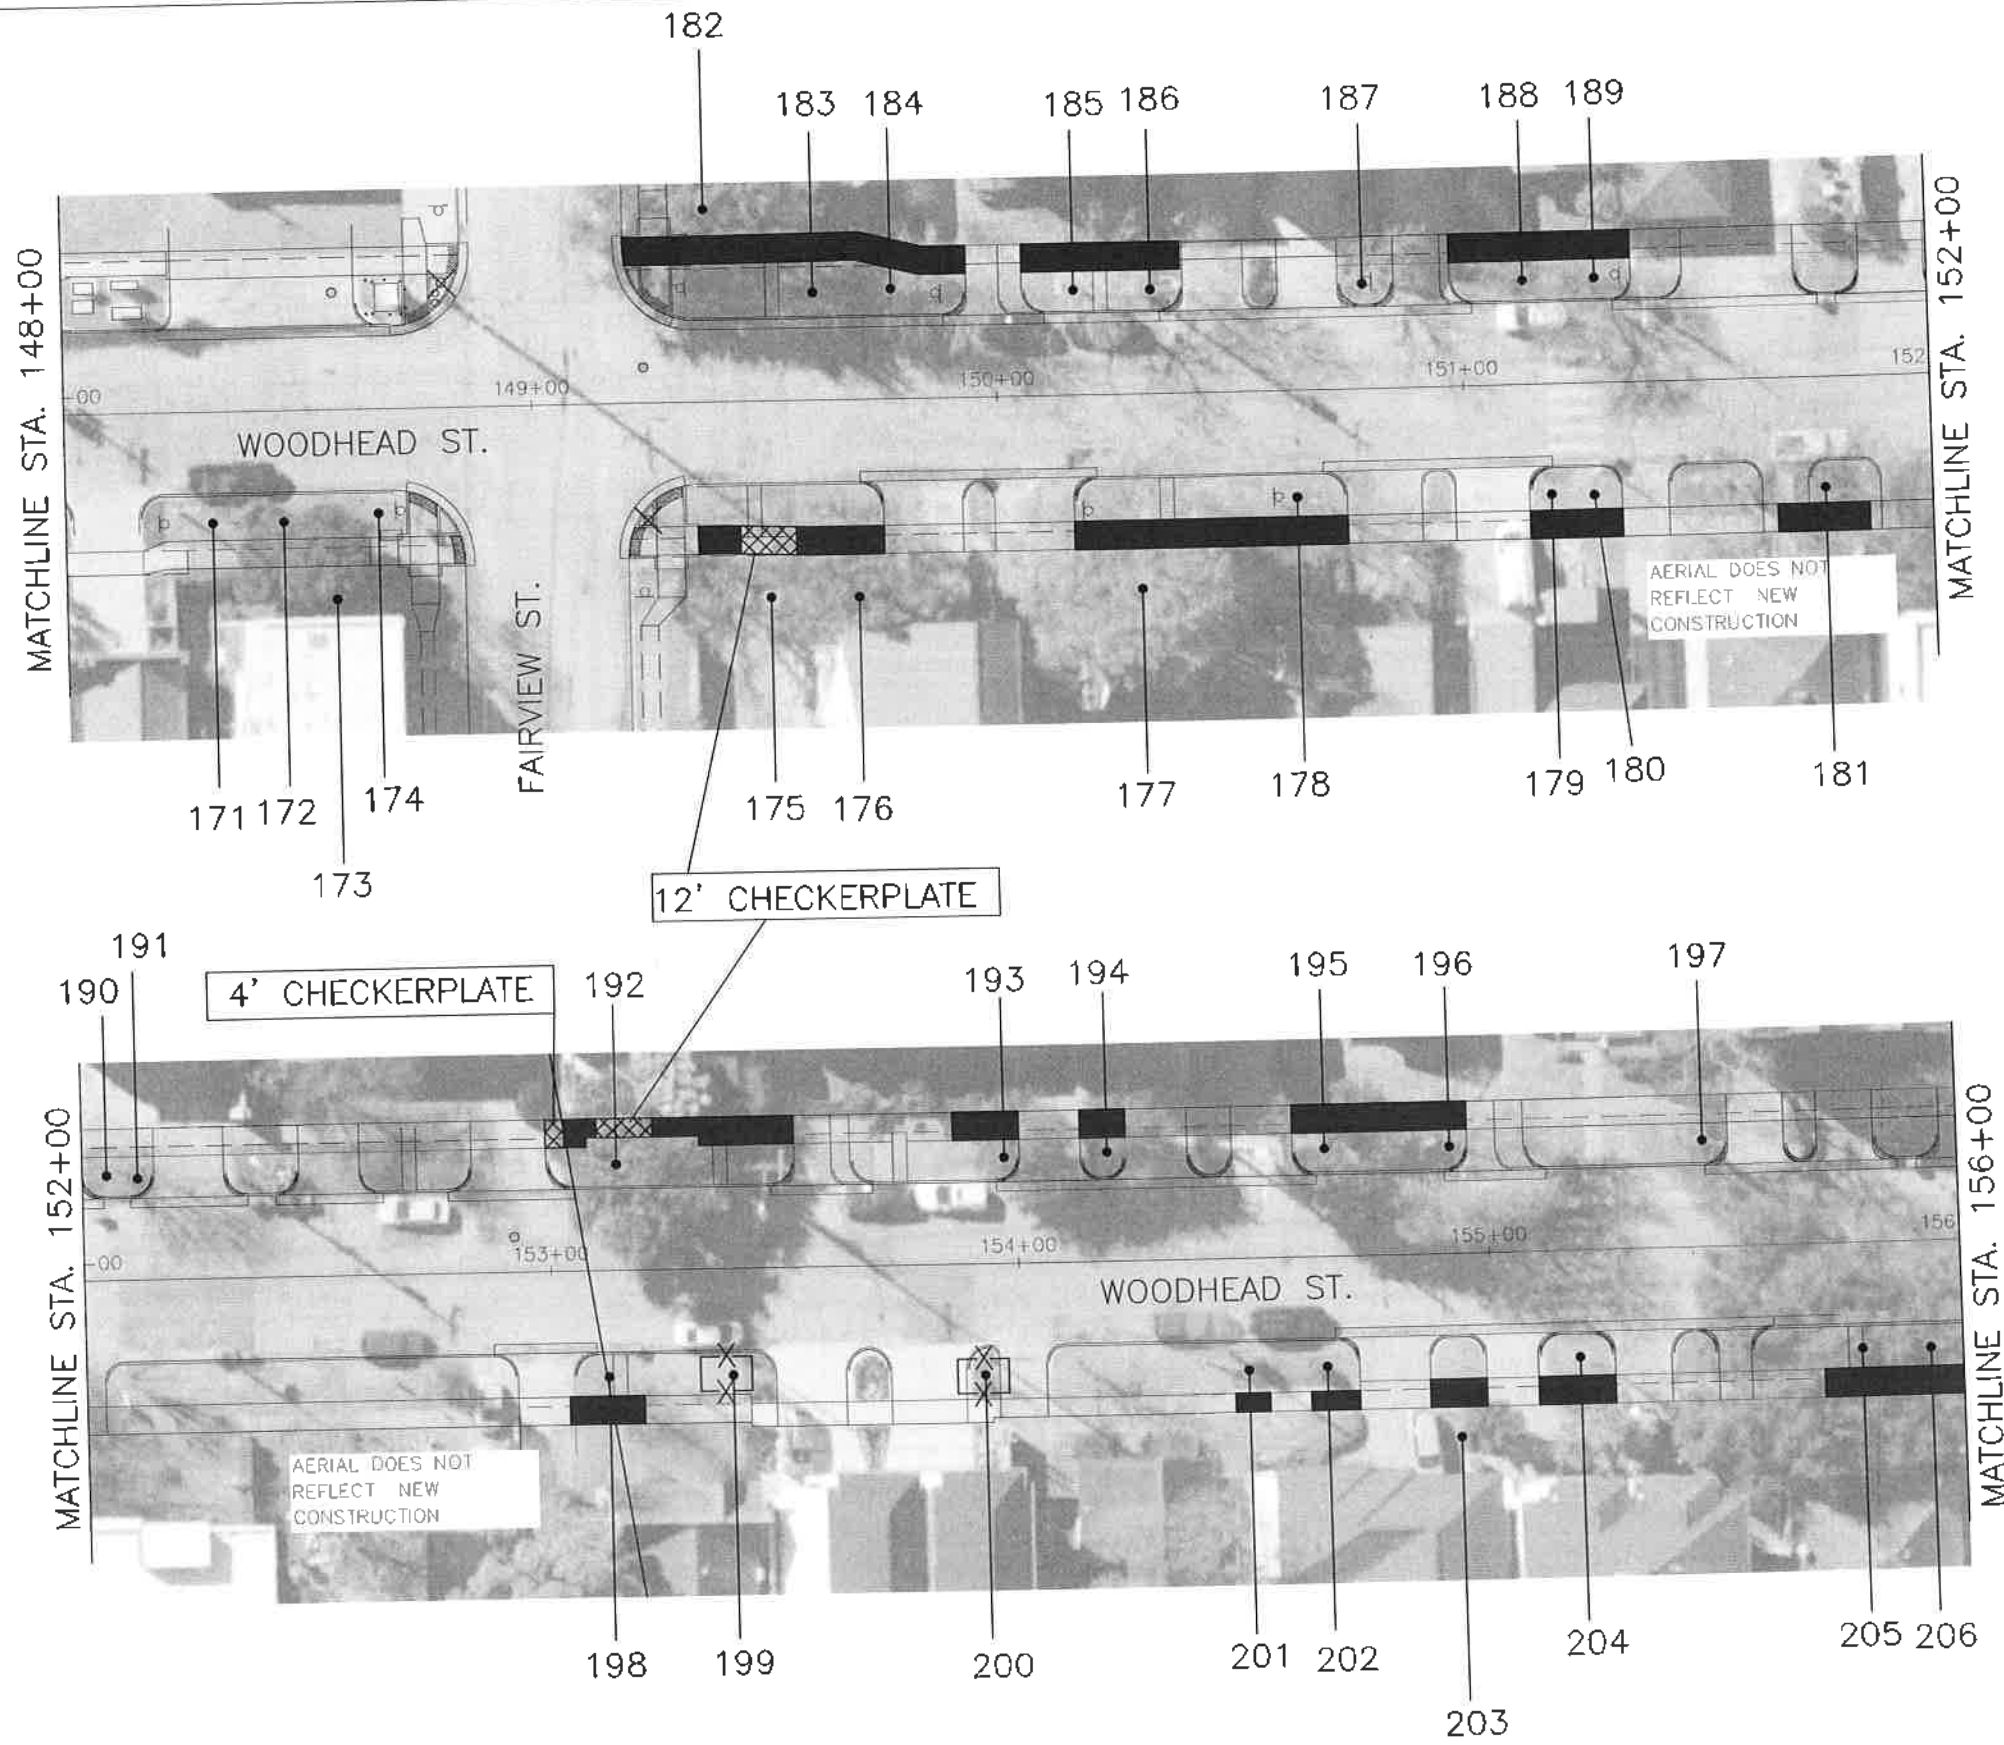 182
183 184 185 186 187 188 189
MATCHLINE STA. 148+00
MATCHLINE STA. 152+00
149+00
150+00
151+00
152
+00
WOODHEAD ST.
FAIRVIEW ST.
AERIAL DOES NOT
REFLECT NEW
CONSTRUCTION
171 172 174 175 176 177 178 179 180 181
173
12' CHECKERPLATE
4' CHECKERPLATE
190 191 192 193 194 195 196 197
MATCHLINE STA. 152+00
MATCHLINE STA. 156+00
+00
153+00
154+00
155+00
156
WOODHEAD ST.
AERIAL DOES NOT
REFLECT NEW
CONSTRUCTION
198 199 200 201 202 204 205 206
203